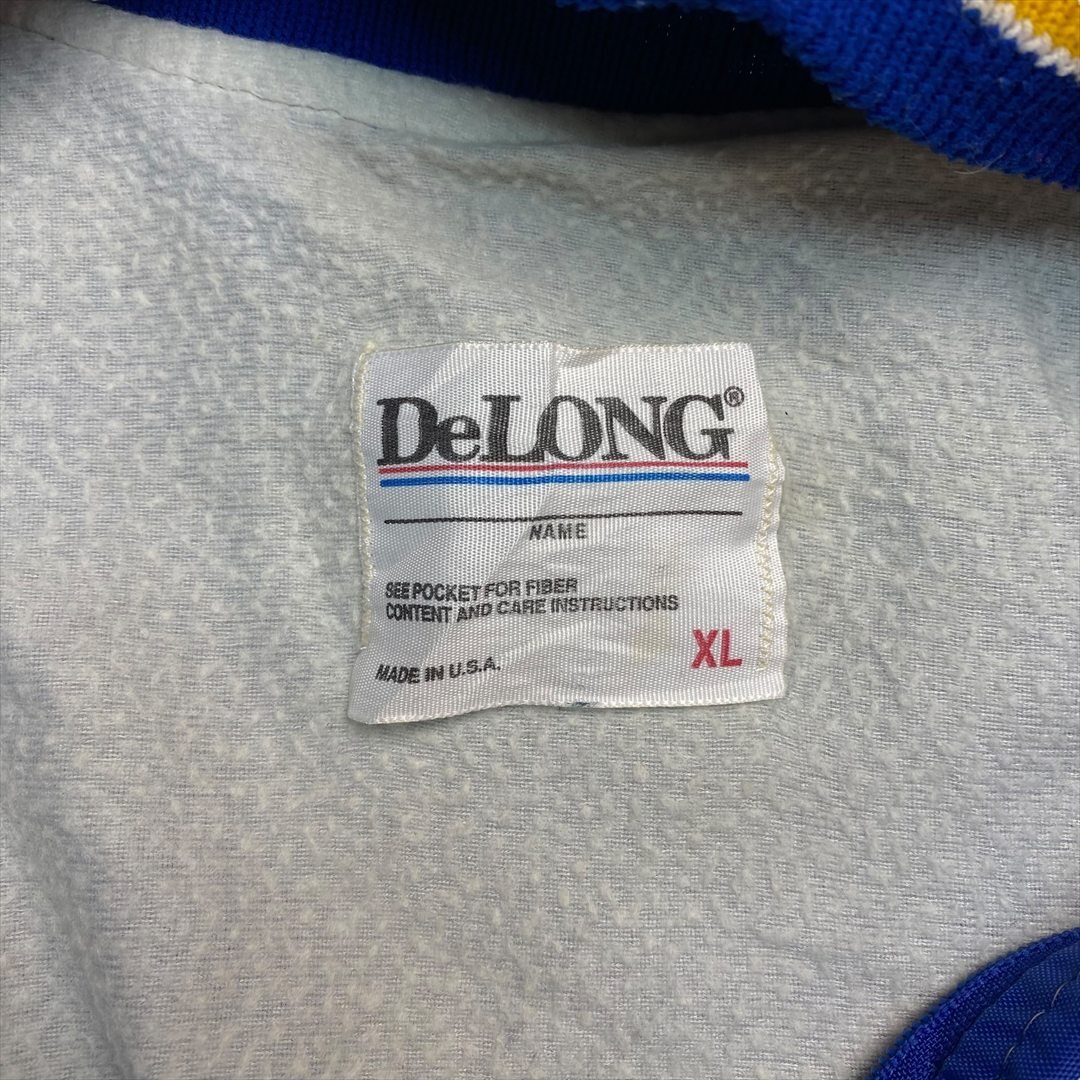 DeLONG®
NAME
SEE POCKET FOR FIBER
CONTENT AND CARE INSTRUCTIONS
XL
MADE IN U.S.A.